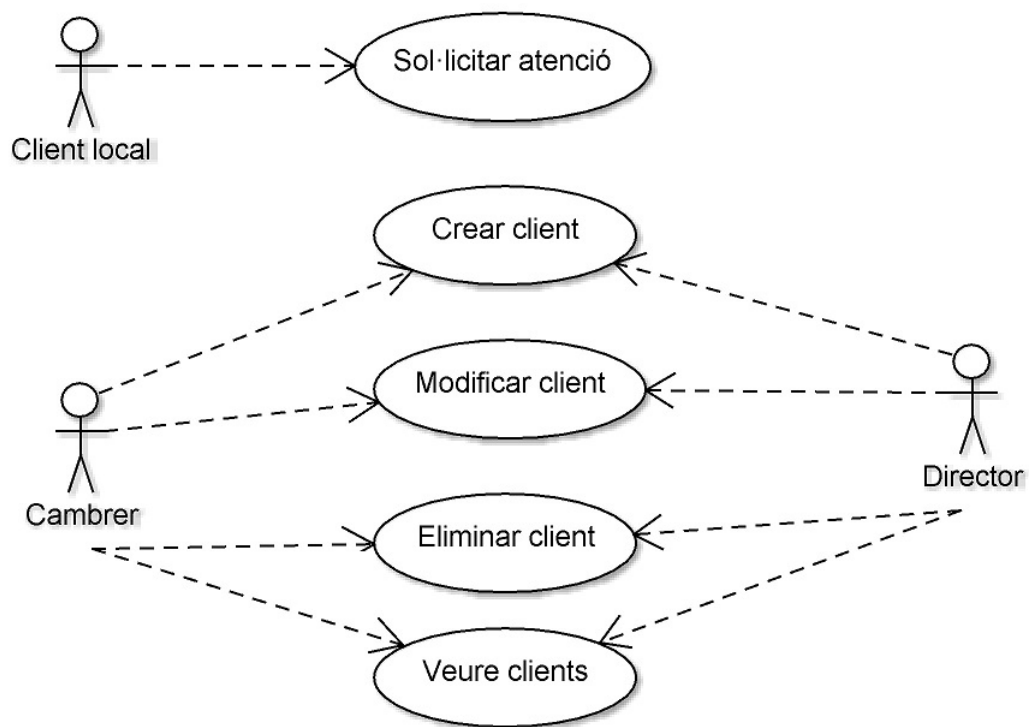 Sol·licitar atenció
Client local
Crear client
Modificar client
Director
Cambrer
Eliminar client
Veure clients